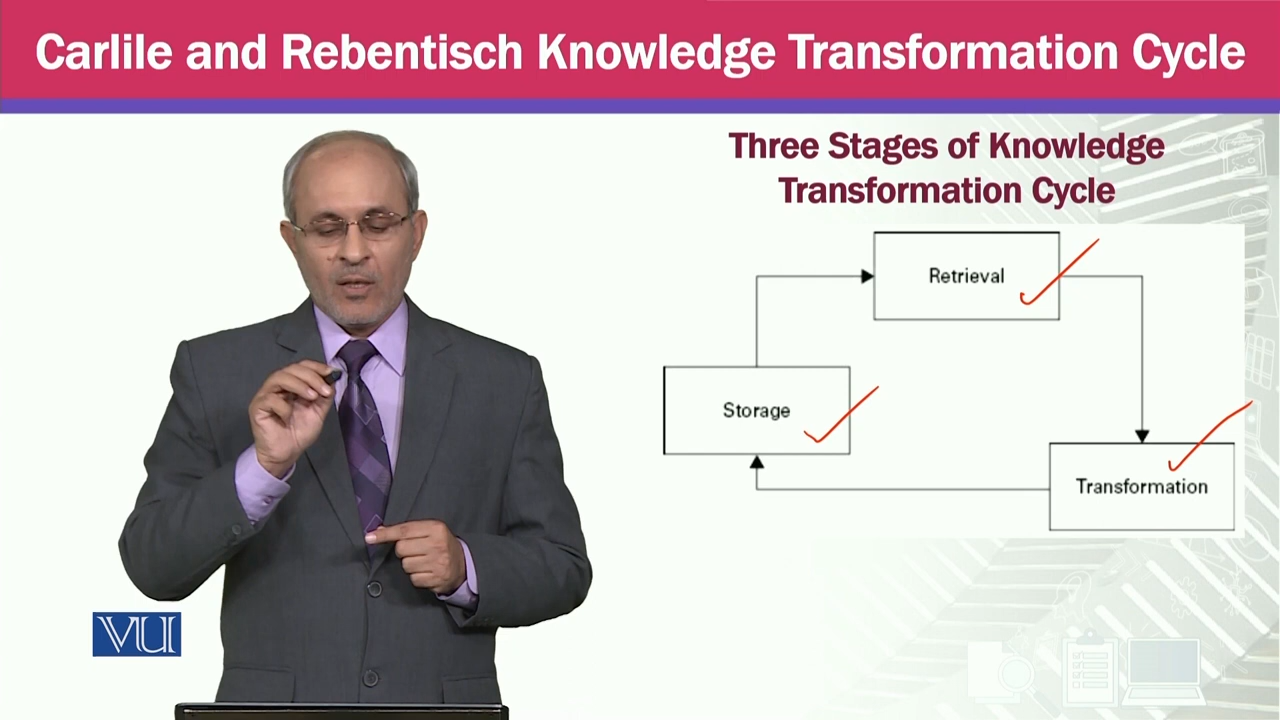 Carlile and Rebentisch Knowledge Transformation Cycle
Three Stages of Knowledge
Transformation Cycle
Retrieval
Storage
Transformation
VU